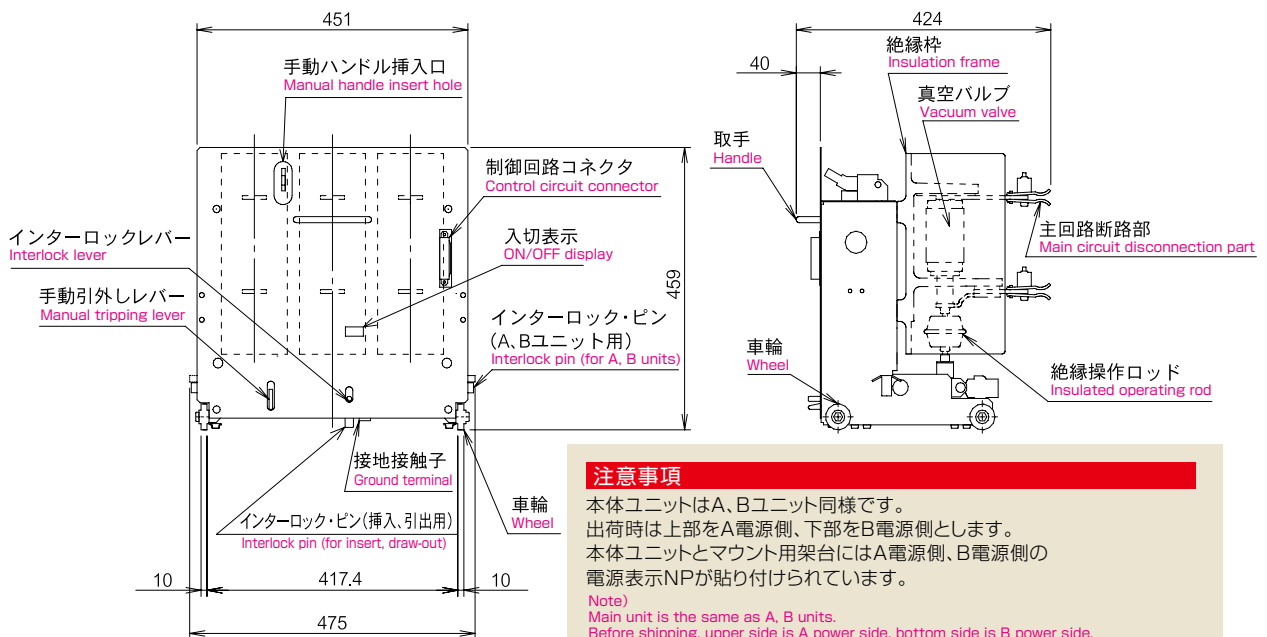 451
手動ハンドル挿入口
Manual handle insert hole
制御回路コネクタ
Control circuit connector
インターロックレバー
Interlock lever
入切表示
ON/OFF display
手動引外しレバー
Manual tripping lever
459
インターロック・ピン
(A、Bユニット用)
Interlock pin (for A, B units)
接地接触子
Ground terminal
インターロック・ピン(挿入、引出用)
Interlock pin (for insert, draw-out)
車輪
Wheel
10
417.4
10
475
424
40
絶縁枠
Insulation frame
真空バルブ
Vacuum valve
取手
Handle
主回路断路部
Main circuit disconnection part
車輪
Wheel
絶縁操作ロッド
Insulated operating rod
注意事項
本体ユニットはA、Bユニット同様です。
出荷時は上部をA電源側、下部をB電源側とします。
本体ユニットとマウント用架台にはA電源側、B電源側の
電源表示NPが貼り付けられています。
Note)
Main unit is the same as A, B units.
Before shipping, upper side is A power side, bottom side is B power side.